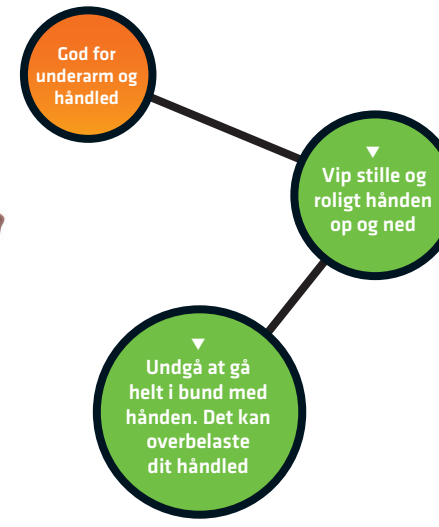 God for
underarm og
håndled
▼
Vip stille og
roligt hånden
op og ned
▼
Undgå at gå
helt i bund med
hånden. Det kan
overbelaste
dit håndled